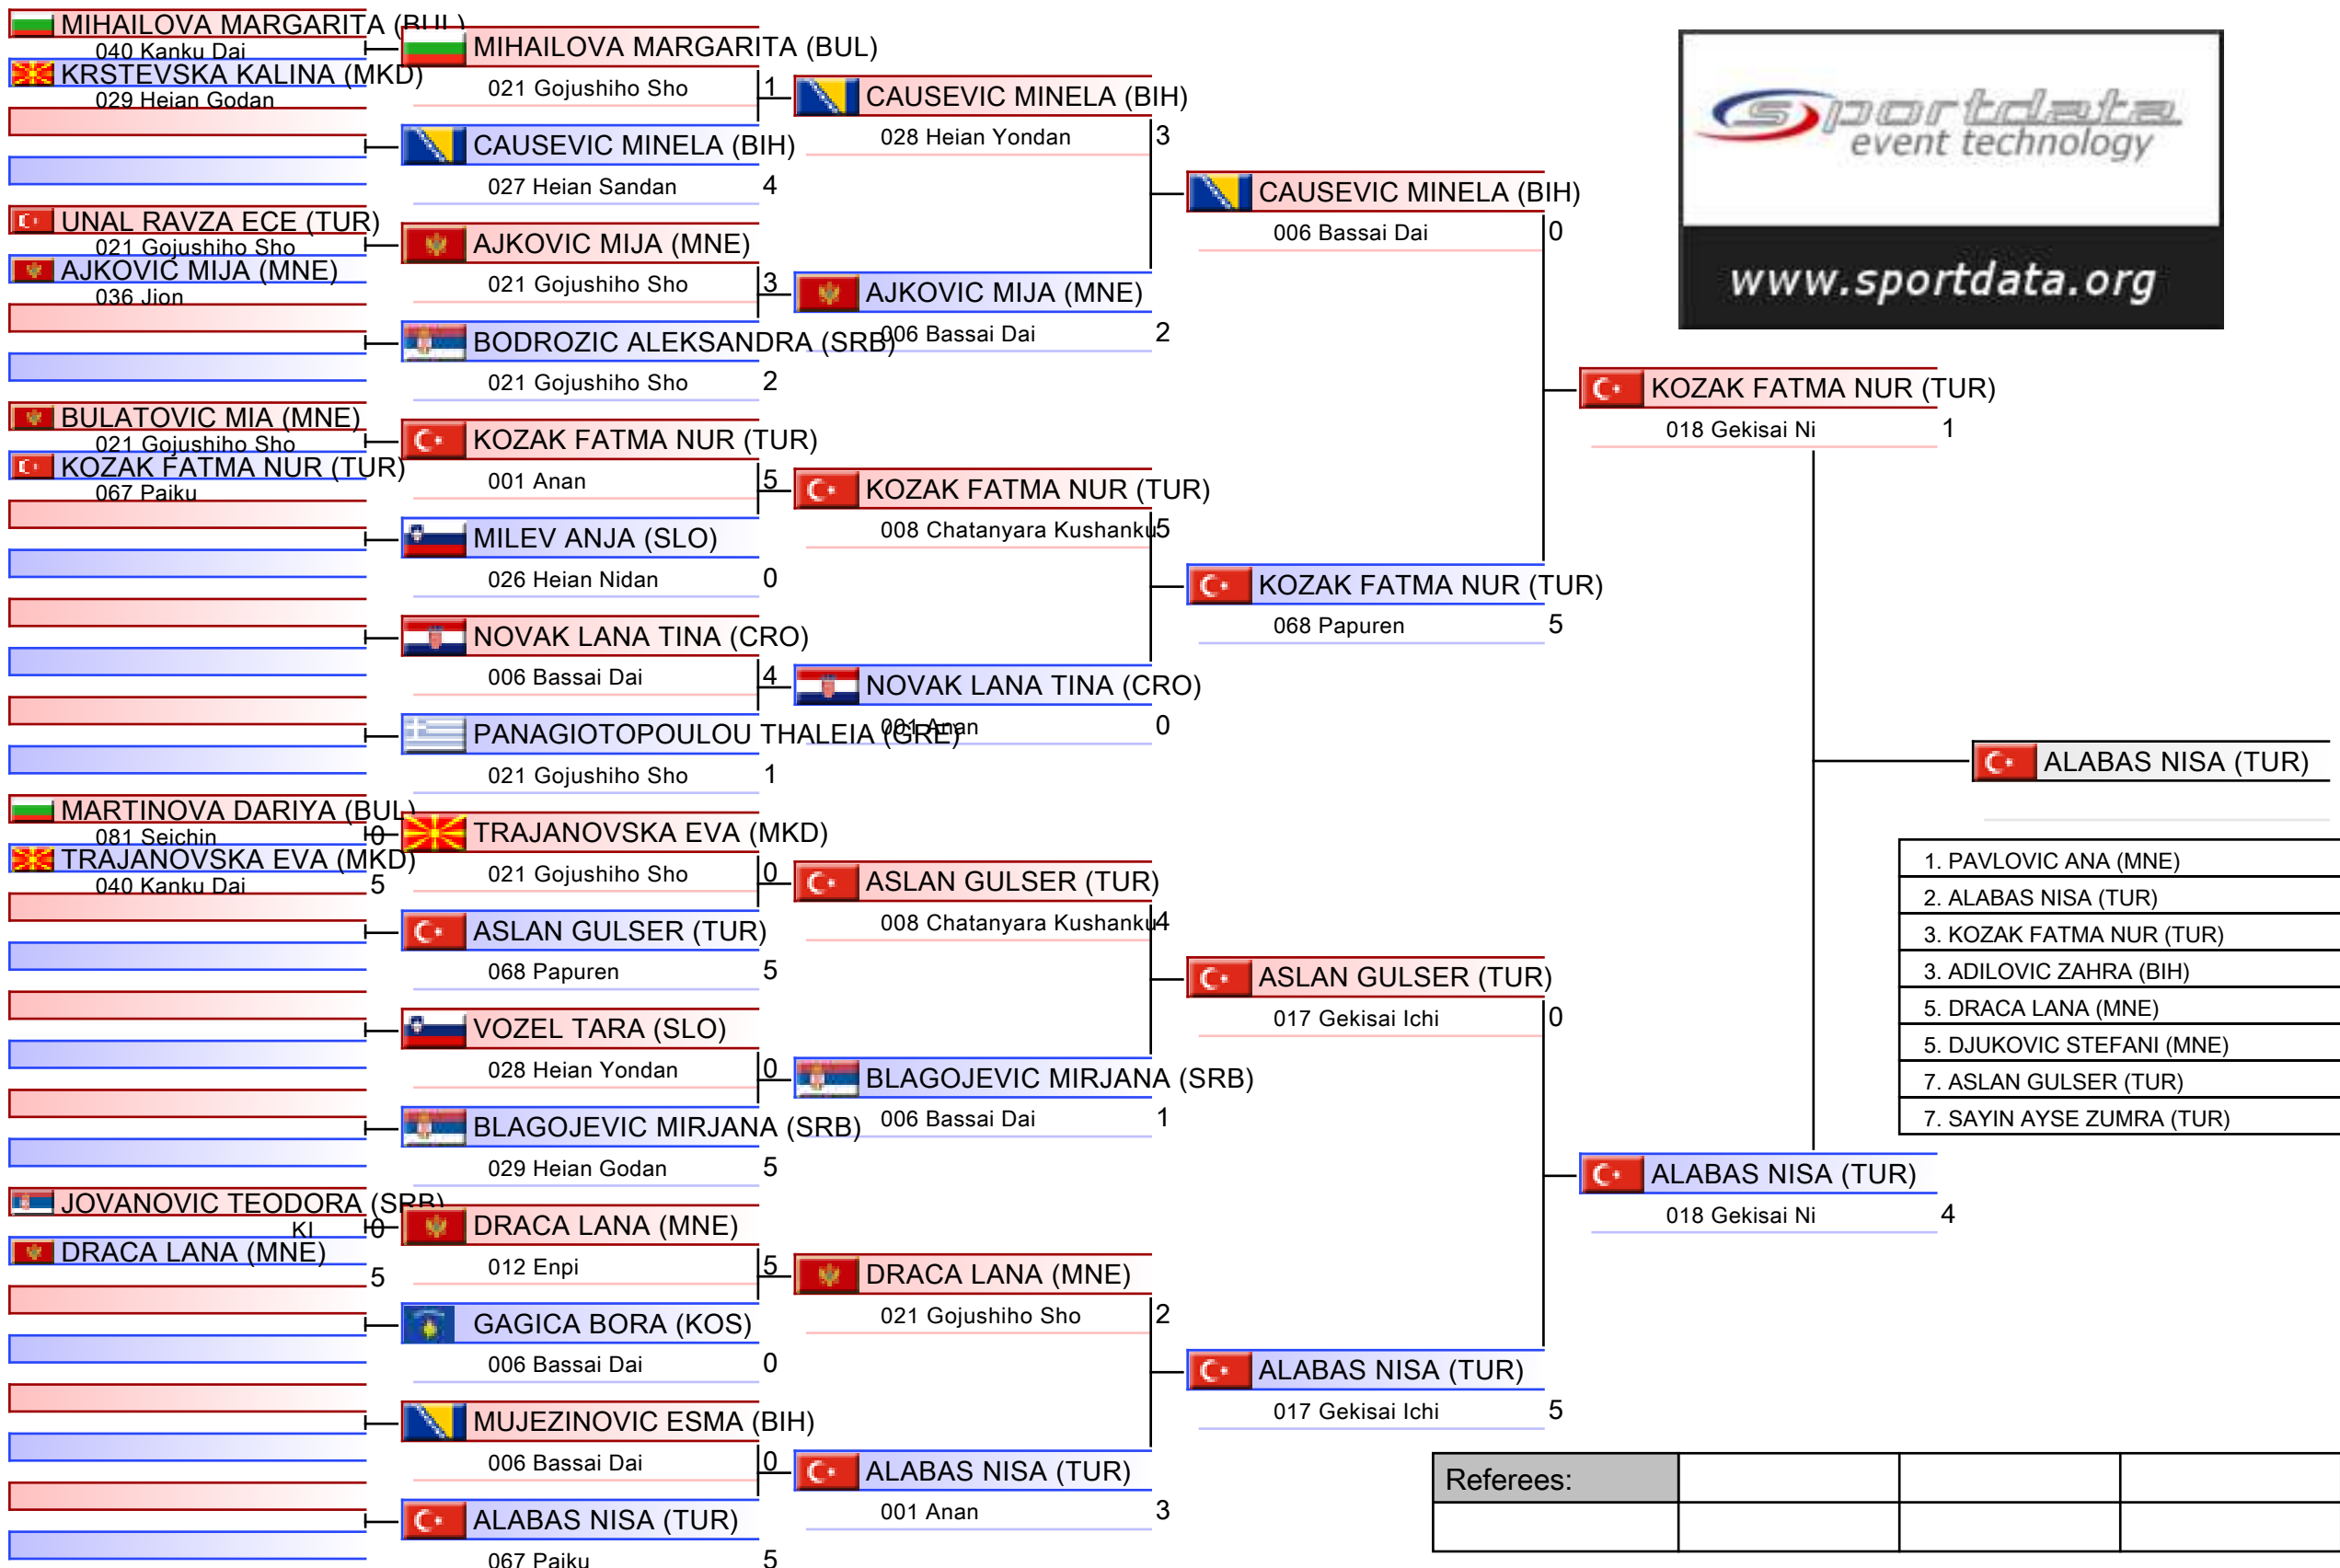 MIHAILOVA MARGARITA (BUL)
040 Kanku Dai
KRSTEVSKA KALINA (MKD)
029 Heian Godan
UNAL RAVZA ECE (TUR)
021 Gojushiho Sho
AJKOVIC MIJA (MNE)
036 Jion
BULATOVIC MIA (MNE)
021 Gojushiho Sho
KOZAK FATMA NUR (TUR)
067 Paiku
MARTINOVA DARIYA (BUL)
081 Seichin
0
TRAJANOVSKA EVA (MKD)
040 Kanku Dai
5
JOVANOVIC TEODORA (SRB)
KI
0
DRACA LANA (MNE)
5
MIHAILOVA MARGARITA (BUL)
021 Gojushiho Sho
1
CAUSEVIC MINELA (BIH)
027 Heian Sandan
4
AJKOVIC MIJA (MNE)
021 Gojushiho Sho
3
BODROZIC ALEKSANDRA (SRB)
021 Gojushiho Sho
2
KOZAK FATMA NUR (TUR)
001 Anan
5
MILEV ANJA (SLO)
026 Heian Nidan
0
NOVAK LANA TINA (CRO)
006 Bassai Dai
4
PANAGIOTOPOULOU THALEIA (GRE)
021 Gojushiho Sho
1
TRAJANOVSKA EVA (MKD)
021 Gojushiho Sho
0
ASLAN GULSER (TUR)
068 Papuren
5
VOZEL TARA (SLO)
028 Heian Yondan
0
BLAGOJEVIC MIRJANA (SRB)
029 Heian Godan
5
DRACA LANA (MNE)
012 Enpi
5
GAGICA BORA (KOS)
006 Bassai Dai
0
MUJEZINOVIC ESMA (BIH)
006 Bassai Dai
0
ALABAS NISA (TUR)
067 Paiku
5
CAUSEVIC MINELA (BIH)
028 Heian Yondan
3
AJKOVIC MIJA (MNE)
006 Bassai Dai
2
KOZAK FATMA NUR (TUR)
008 Chatanyara Kushanku
5
NOVAK LANA TINA (CRO)
001 Anan
0
ASLAN GULSER (TUR)
008 Chatanyara Kushanku
4
BLAGOJEVIC MIRJANA (SRB)
006 Bassai Dai
1
DRACA LANA (MNE)
021 Gojushiho Sho
2
ALABAS NISA (TUR)
001 Anan
3
CAUSEVIC MINELA (BIH)
006 Bassai Dai
0
KOZAK FATMA NUR (TUR)
068 Papuren
5
ASLAN GULSER (TUR)
017 Gekisai Ichi
0
ALABAS NISA (TUR)
017 Gekisai Ichi
5
KOZAK FATMA NUR (TUR)
018 Gekisai Ni
1
ALABAS NISA (TUR)
018 Gekisai Ni
4
sportdata
event technology
www.sportdata.org
ALABAS NISA (TUR)
1. PAVLOVIC ANA (MNE)
2. ALABAS NISA (TUR)
3. KOZAK FATMA NUR (TUR)
3. ADILOVIC ZAHRA (BIH)
5. DRACA LANA (MNE)
5. DJUKOVIC STEFANI (MNE)
7. ASLAN GULSER (TUR)
7. SAYIN AYSE ZUMRA (TUR)
Referees: